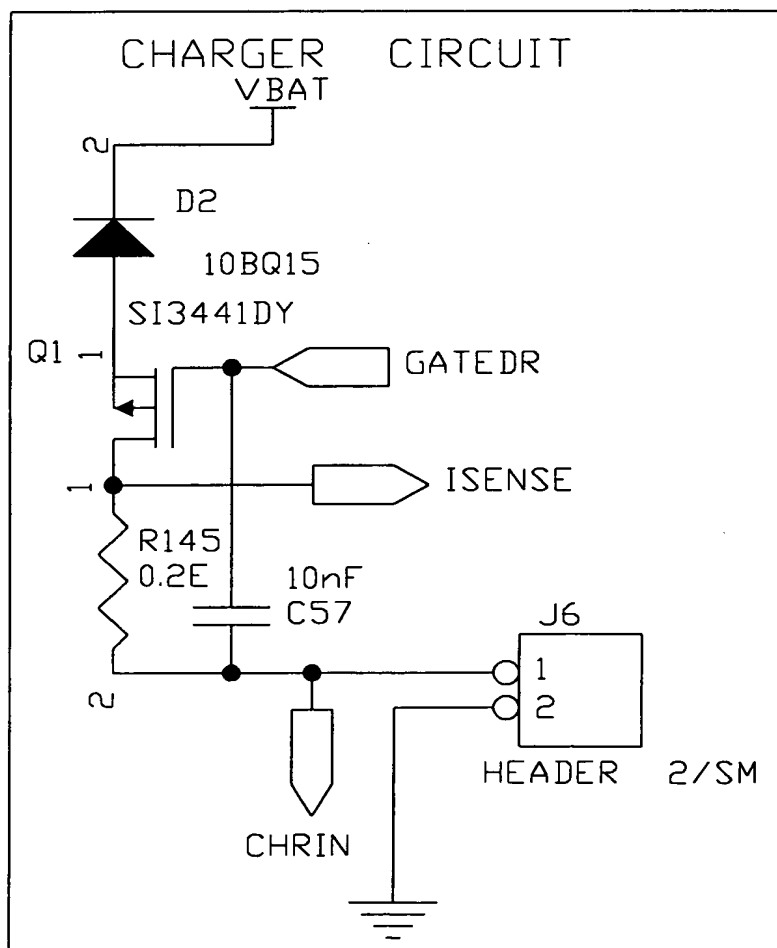 CHARGER CIRCUIT
VBAT
2
D2
10BQ15
SI3441DY
Q1
1
GATEDR
1
ISENSE
R145
0.2E
10nF
C57
J6
1
2
2
HEADER 2/SM
CHRIN